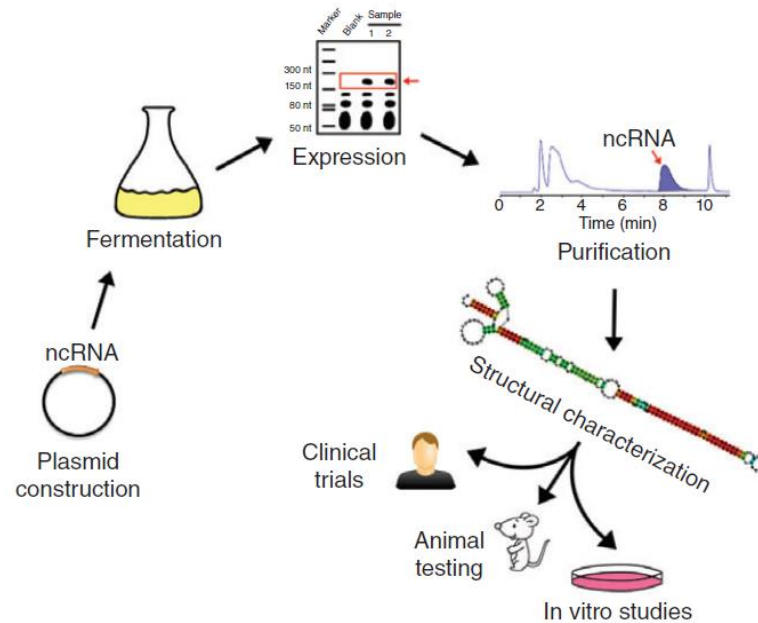 Marker
Blank
Sample
1 2
300 nt
150 nt
80 nt
50 nt
Expression
Fermentation
ncRNA
Plasmid
construction
ncRNA
0 2 4 6 8 10
Time (min)
Purification
Structural characterization
Clinical
trials
Animal
testing
In vitro studies